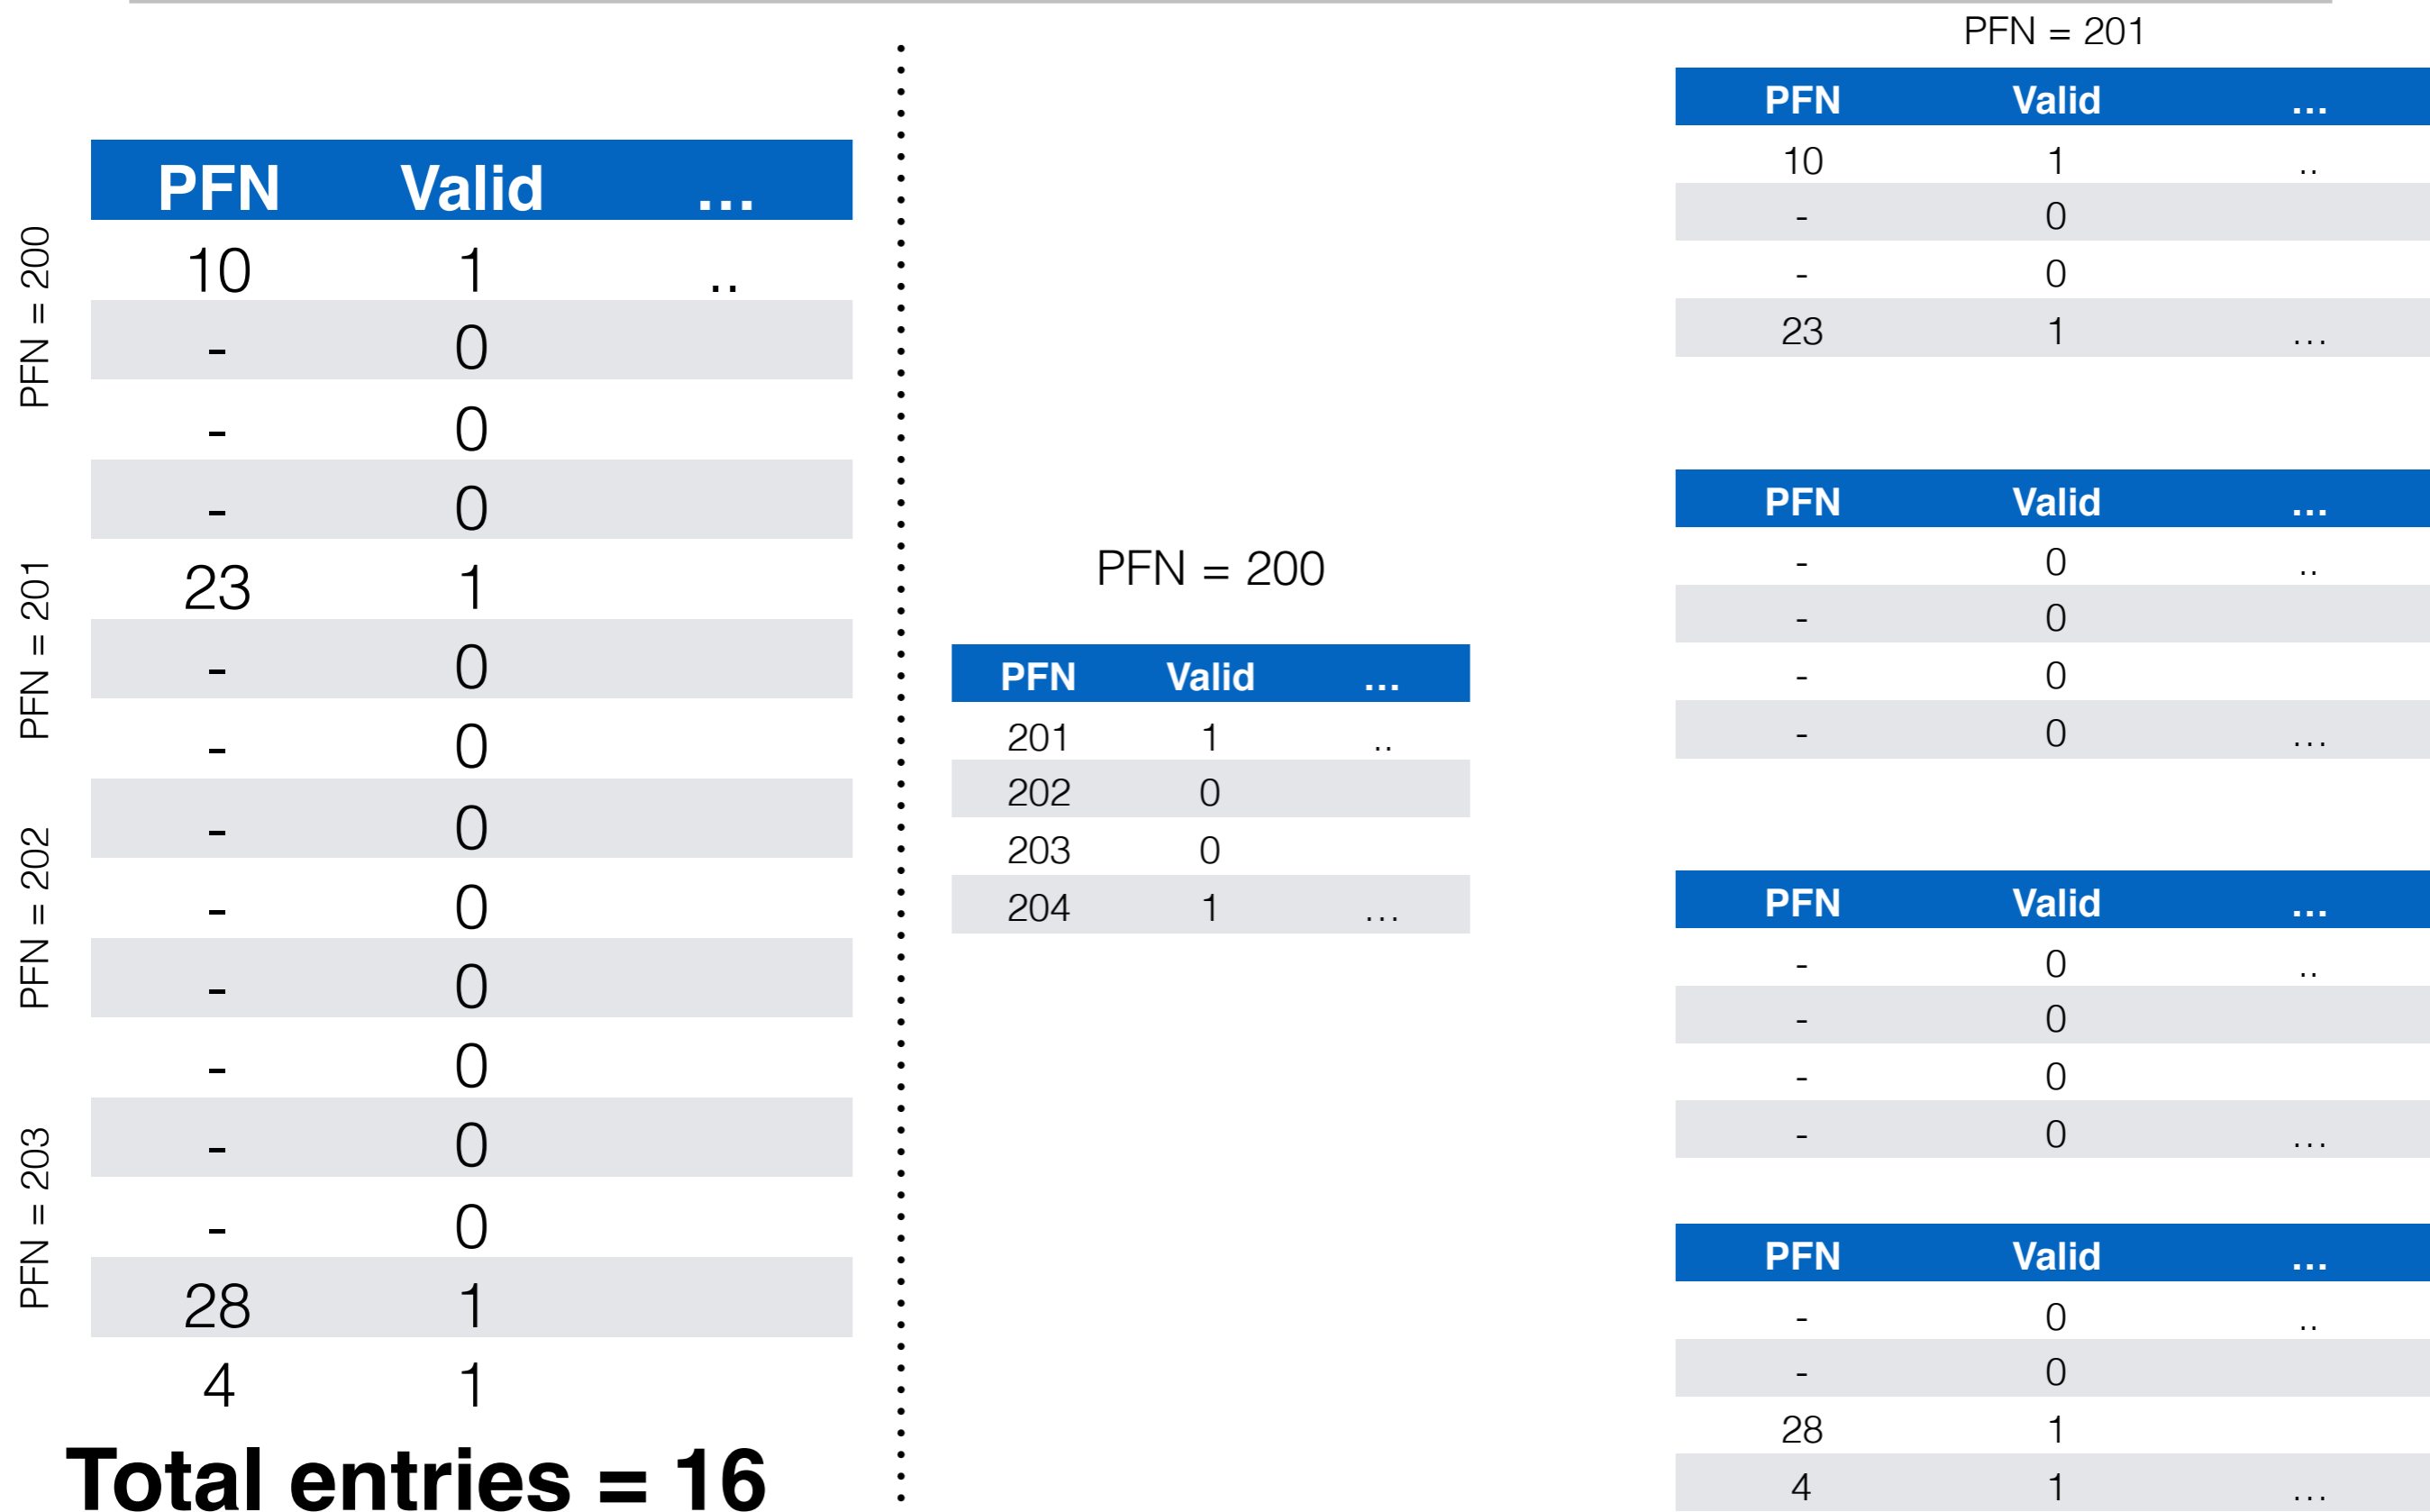 PFN = 200
PFN = 201
PFN = 202
PFN = 203
PFN Valid ...
10 1 ..
- 0
- 0
- 0
23 1
- 0
- 0
- 0
- 0
- 0
- 0
- 0
- 0
28 1
4 1
Total entries = 16
PFN = 200
PFN Valid ...
201 1 ..
202 0
203 0
204 1 ...
PFN = 201
PFN Valid ...
10 1 ..
- 0
- 0
23 1 ...
PFN Valid ...
- 0 ..
- 0
- 0
- 0 ...
PFN Valid ...
- 0 ..
- 0
- 0
- 0 ...
PFN Valid ...
- 0 ..
- 0
28 1
4 1 ...